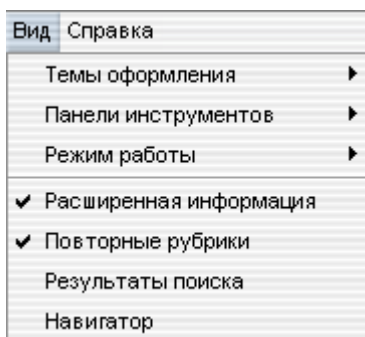 Вид Справка
Темы оформления
Панели инструментов
Режим работы
Расширенная информация
Повторные рубрики
Результаты поиска
Навигатор